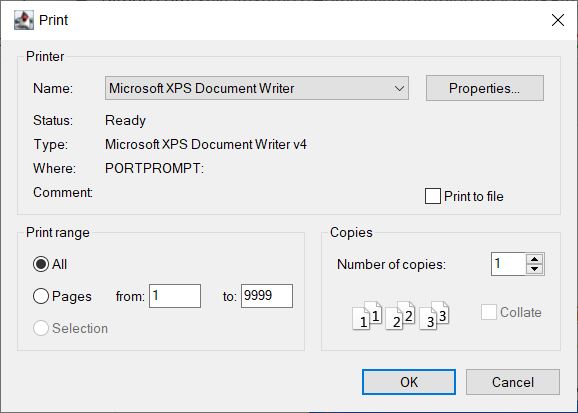 Print
Printer
Name: Microsoft XPS Document Writer Properties...
Status: Ready
Type: Microsoft XPS Document Writer v4
Where: PORTPROMPT:
Comment:
Print to file
Print range
All
Pages from: 1 to: 9999
Selection
Copies
Number of copies: 1
1 1 2 2 3 3
Collate
OK Cancel